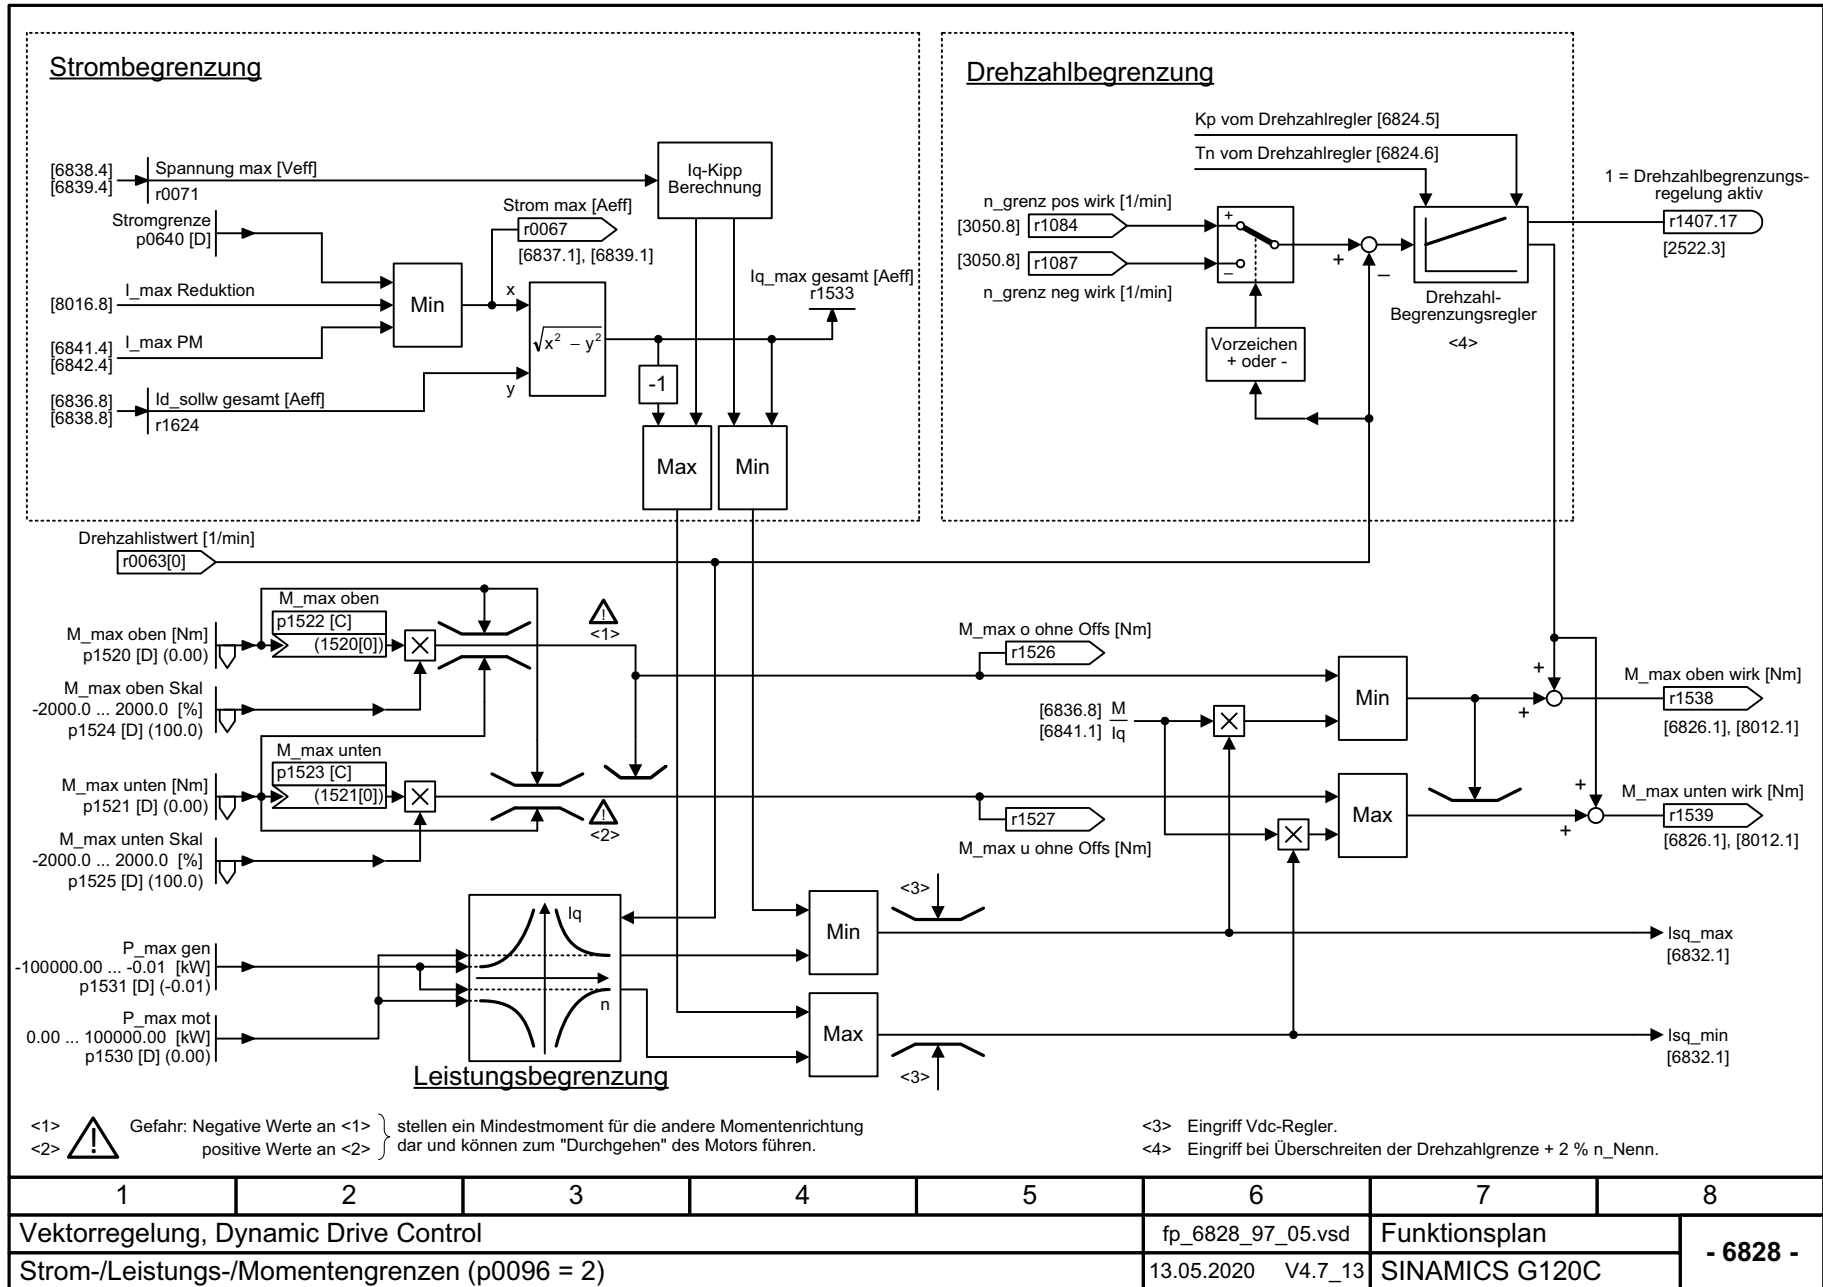 Strombegrenzung
[6838.4]
[6839.4]
Spannung max [Veff]
r0071
Stromgrenze
p0640 [D]
I_max Reduktion
[8016.8]
I_max PM
[6841.4]
[6842.4]
[6836.8]
[6838.8]
Id_sollw gesamt [Aeff]
r1624
Min
Strom max [Aeff]
r0067
[6837.1], [6839.1]
x
y
√x² – y²
Iq-Kipp
Berechnung
Iq_max gesamt [Aeff]
r1533
-1
Max
Min
Drehzahlbegrenzung
Kp vom Drehzahlregler [6824.5]
Tn vom Drehzahlregler [6824.6]
n_grenz pos wirk [1/min]
[3050.8]
r1084
[3050.8]
r1087
n_grenz neg wirk [1/min]
+
–
Vorzeichen
+ oder -
+
–
Drehzahl-
Begrenzungsregler
<4>
1 = Drehzahlbegrenzungs-
regelung aktiv
r1407.17
[2522.3]
Drehzahlistwert [1/min]
r0063[0]
M_max oben [Nm]
p1520 [D] (0.00)
M_max oben
p1522 [C]
(1520[0])
×
<1>
M_max oben Skal
-2000.0 ... 2000.0 [%]
p1524 [D] (100.0)
M_max unten [Nm]
p1521 [D] (0.00)
M_max unten
p1523 [C]
(1521[0])
×
<2>
M_max unten Skal
-2000.0 ... 2000.0 [%]
p1525 [D] (100.0)
M_max o ohne Offs [Nm]
r1526
[6836.8]
[6841.1]
M
Iq
r1527
M_max u ohne Offs [Nm]
×
×
Min
Max
+
+
M_max oben wirk [Nm]
r1538
[6826.1], [8012.1]
+
+
M_max unten wirk [Nm]
r1539
[6826.1], [8012.1]
P_max gen
-100000.00 ... -0.01 [kW]
p1531 [D] (-0.01)
P_max mot
0.00 ... 100000.00 [kW]
p1530 [D] (0.00)
Iq
n
Leistungsbegrenzung
Min
<3>
Max
<3>
Isq_max
[6832.1]
Isq_min
[6832.1]
<1>
<2>
! Gefahr: Negative Werte an <1>
positive Werte an <2>
stellen ein Mindestmoment für die andere Momentenrichtung
dar und können zum "Durchgehen" des Motors führen.
<3> Eingriff Vdc-Regler.
<4> Eingriff bei Überschreiten der Drehzahlgrenze + 2 % n_Nenn.
1 2 3 4 5 6 7 8
Vektorregelung, Dynamic Drive Control
fp_6828_97_05.vsd
Funktionsplan
- 6828 -
Strom-/Leistungs-/Momentengrenzen (p0096 = 2)
13.05.2020 V4.7_13
SINAMICS G120C